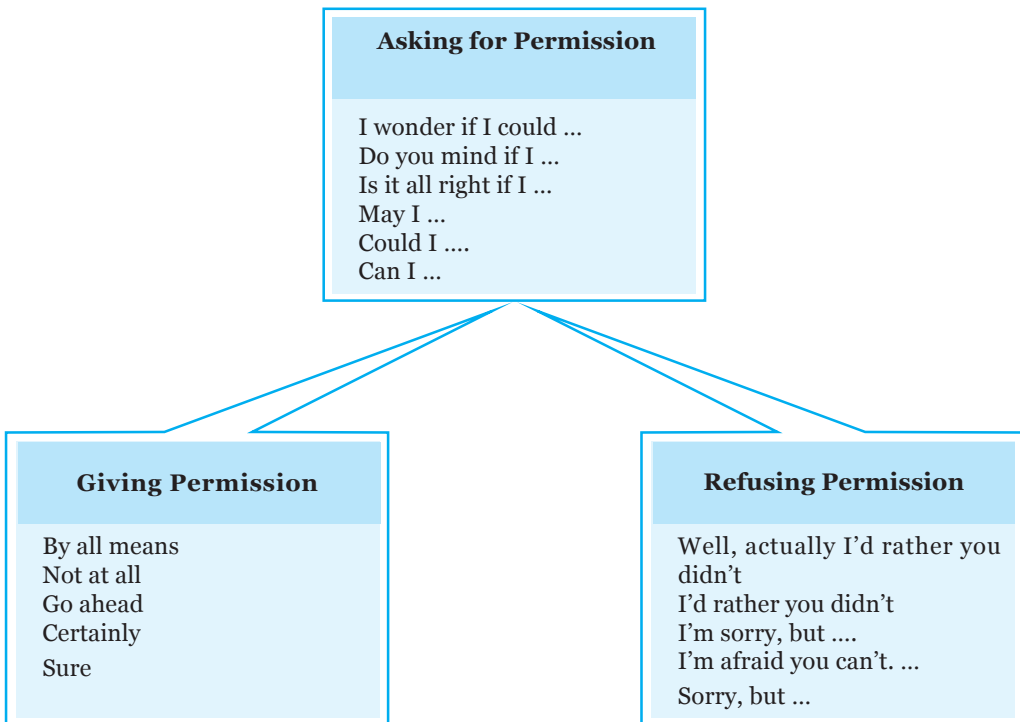 Asking for Permission
I wonder if I could ...
Do you mind if I ...
Is it all right if I ...
May I ...
Could I ....
Can I ...
Giving Permission
By all means
Not at all
Go ahead
Certainly
Sure
Refusing Permission
Well, actually I’d rather you
didn’t
I’d rather you didn’t
I’m sorry, but ....
I’m afraid you can’t. ...
Sorry, but ...